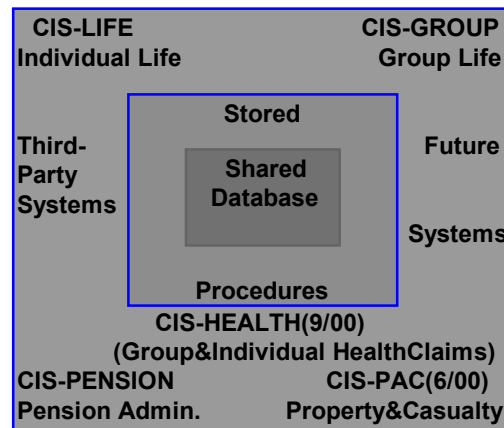 CIS-LIFE
Individual Life
CIS-GROUP
Group Life
Third-
Party
Systems
Stored
Shared
Database
Procedures
Future
Systems
CIS-HEALTH(9/00)
(Group&Individual HealthClaims)
CIS-PENSION
Pension Admin.
CIS-PAC(6/00)
Property&Casualty